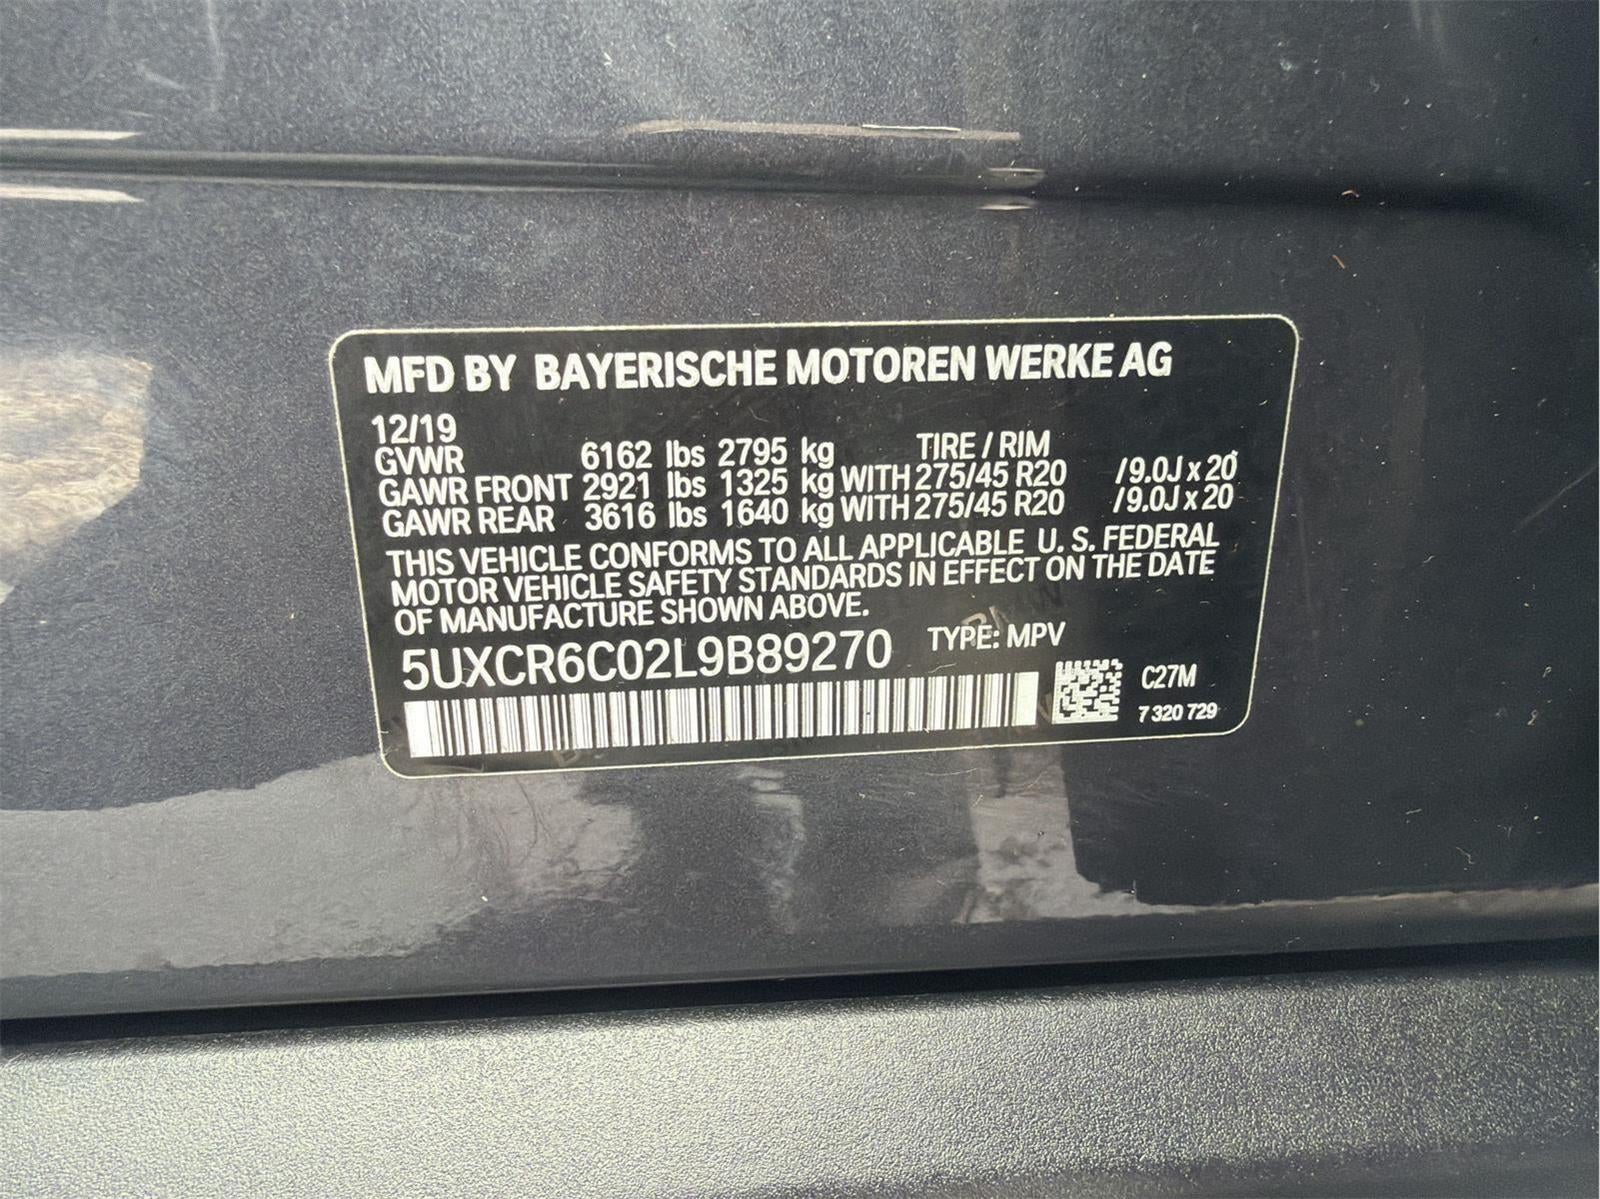 MFD BY BAYERISCHE MOTOREN WERKE AG
12/19
TIRE / RIM
GVWR 6162 lbs 2795 kg
GAWR FRONT 2921 lbs 1325 kg WITH 275/45 R20 /9.0J x 20
GAWR REAR 3616 lbs 1640 kg WITH 275/45 R20 /9.0J x 20
THIS VEHICLE CONFORMS TO ALL APPLICABLE U. S. FEDERAL
MOTOR VEHICLE SAFETY STANDARDS IN EFFECT ON THE DATE
OF MANUFACTURE SHOWN ABOVE.
5UXCR6C02L9B89270 TYPE: MPV
C27M
7 320 729